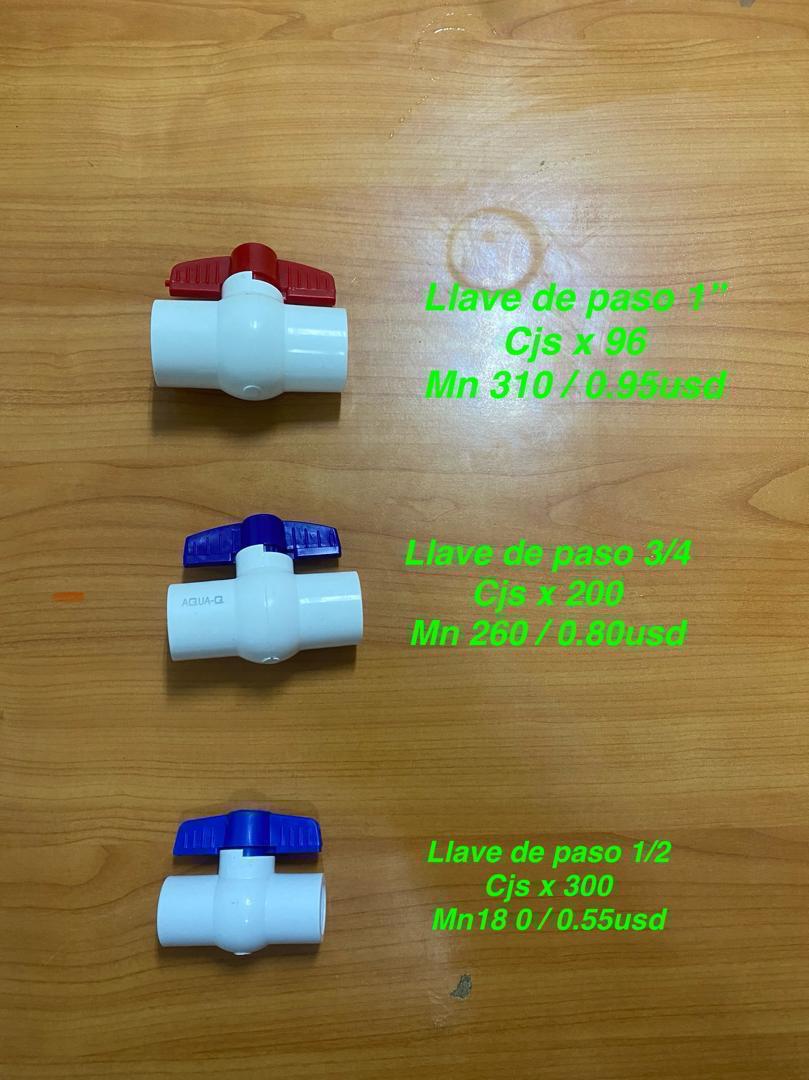 Llave de paso 1"
Cjs x 96
Mn 310 / 0.95usd
Llave de paso 3/4
Cjs x 200
Mn 260 / 0.80usd
AQUA-Q
Llave de paso 1/2
Cjs x 300
Mn18 0 / 0.55usd